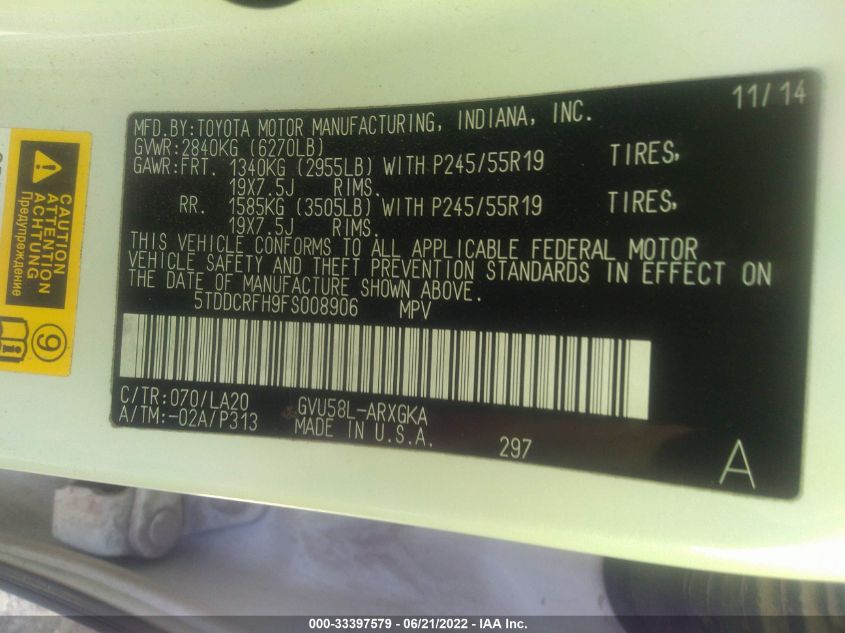 11/14
MFD.BY:TOYOTA MOTOR MANUFACTURING, INDIANA, INC.
GVWR:2840KG (6270LB)
GAWR:FRT. 1340KG (2955LB) WITH P245/55R19 TIRES,
19X7.5J RIMS.
RR. 1585KG (3505LB) WITH P245/55R19 TIRES,
19X7.5J RIMS.
THIS VEHICLE CONFORMS TO ALL APPLICABLE FEDERAL MOTOR
VEHICLE SAFETY AND THEFT PREVENTION STANDARDS IN EFFECT ON
THE DATE OF MANUFACTURE SHOWN ABOVE.
5TDDCRFH9FS008906 MPV
C/TR:070/LA20 GVU58L-ARXGKA
A/TM:-02A/P313 MADE IN U.S.A.
297
A
CAUTION
ATTENTION
ACHTUNG
Предупреждение
9
000-33397579 - 06/21/2022 - IAA Inc.